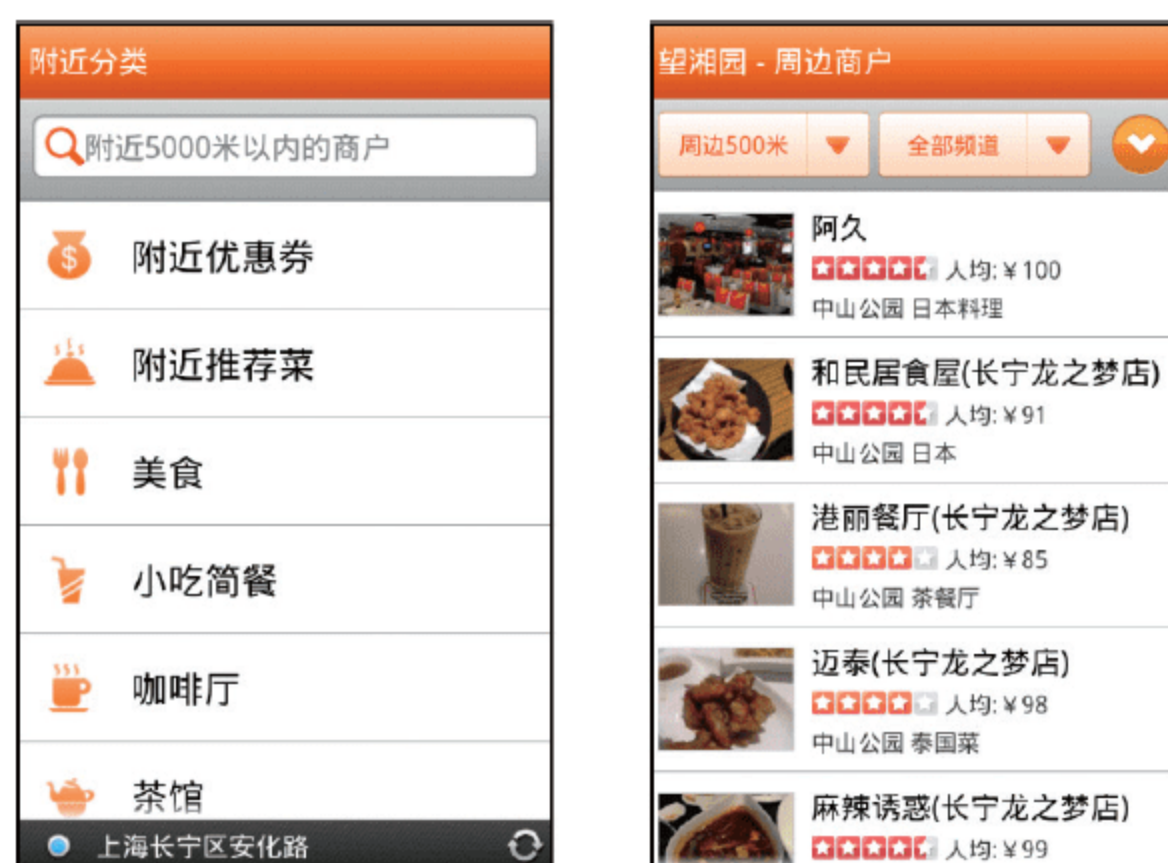 附近分类
附近5000米以内的商户
附近优惠券
附近推荐菜
美食
小吃简餐
咖啡厅
茶馆
上海长宁区安化路
望湘园 - 周边商户
周边500米
全部频道
阿久
人均:¥100
中山公园 日本料理
和民居食屋(长宁龙之梦店)
人均:¥91
中山公园 日本
港丽餐厅(长宁龙之梦店)
人均:¥85
中山公园 茶餐厅
迈泰(长宁龙之梦店)
人均:¥98
中山公园 泰国菜
麻辣诱惑(长宁龙之梦店)
人均:¥99